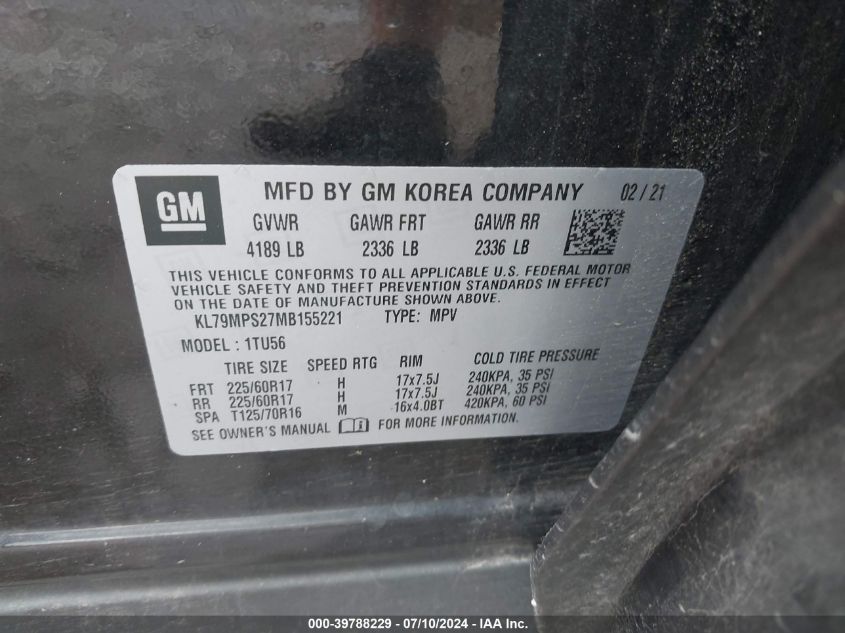 GM
MFD BY GM KOREA COMPANY 02 / 21
GVWR GAWR FRT GAWR RR
4189 LB 2336 LB 2336 LB
THIS VEHICLE CONFORMS TO ALL APPLICABLE U.S. FEDERAL MOTOR
VEHICLE SAFETY AND THEFT PREVENTION STANDARDS IN EFFECT
ON THE DATE OF MANUFACTURE SHOWN ABOVE.
KL79MPS27MB155221 TYPE: MPV
MODEL : 1TU56
TIRE SIZE SPEED RTG RIM COLD TIRE PRESSURE
FRT 225/60R17 H 17x7.5J 240KPA, 35 PSI
RR 225/60R17 H 17x7.5J 240KPA, 35 PSI
SPA T125/70R16 M 16x4.0BT 420KPA, 60 PSI
SEE OWNER'S MANUAL FOR MORE INFORMATION.
000-39788229 - 07/10/2024 - IAA Inc.